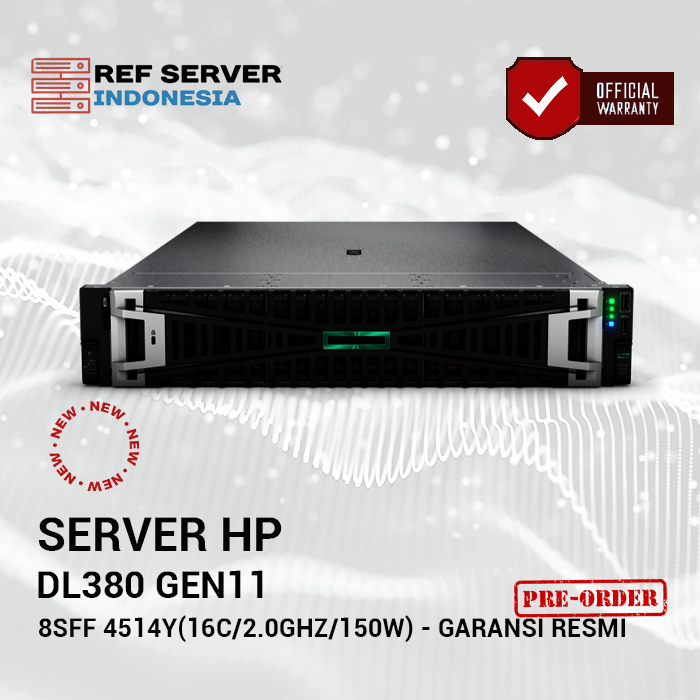 REF SERVER
INDONESIA
OFFICIAL
WARRANTY
NEW • NEW • NEW • NEW • NEW •
SERVER HP
DL380 GEN11
PRE-ORDER
8SFF 4514Y(16C/2.0GHZ/150W) - GARANSI RESMI